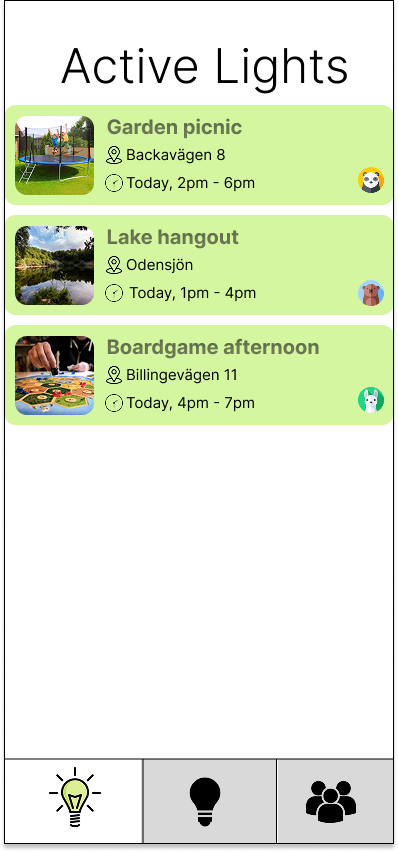 Active Lights
Garden picnic
Backavägen 8
Today, 2pm - 6pm
Lake hangout
Odensjön
Today, 1pm - 4pm
Boardgame afternoon
Billingevägen 11
Today, 4pm - 7pm